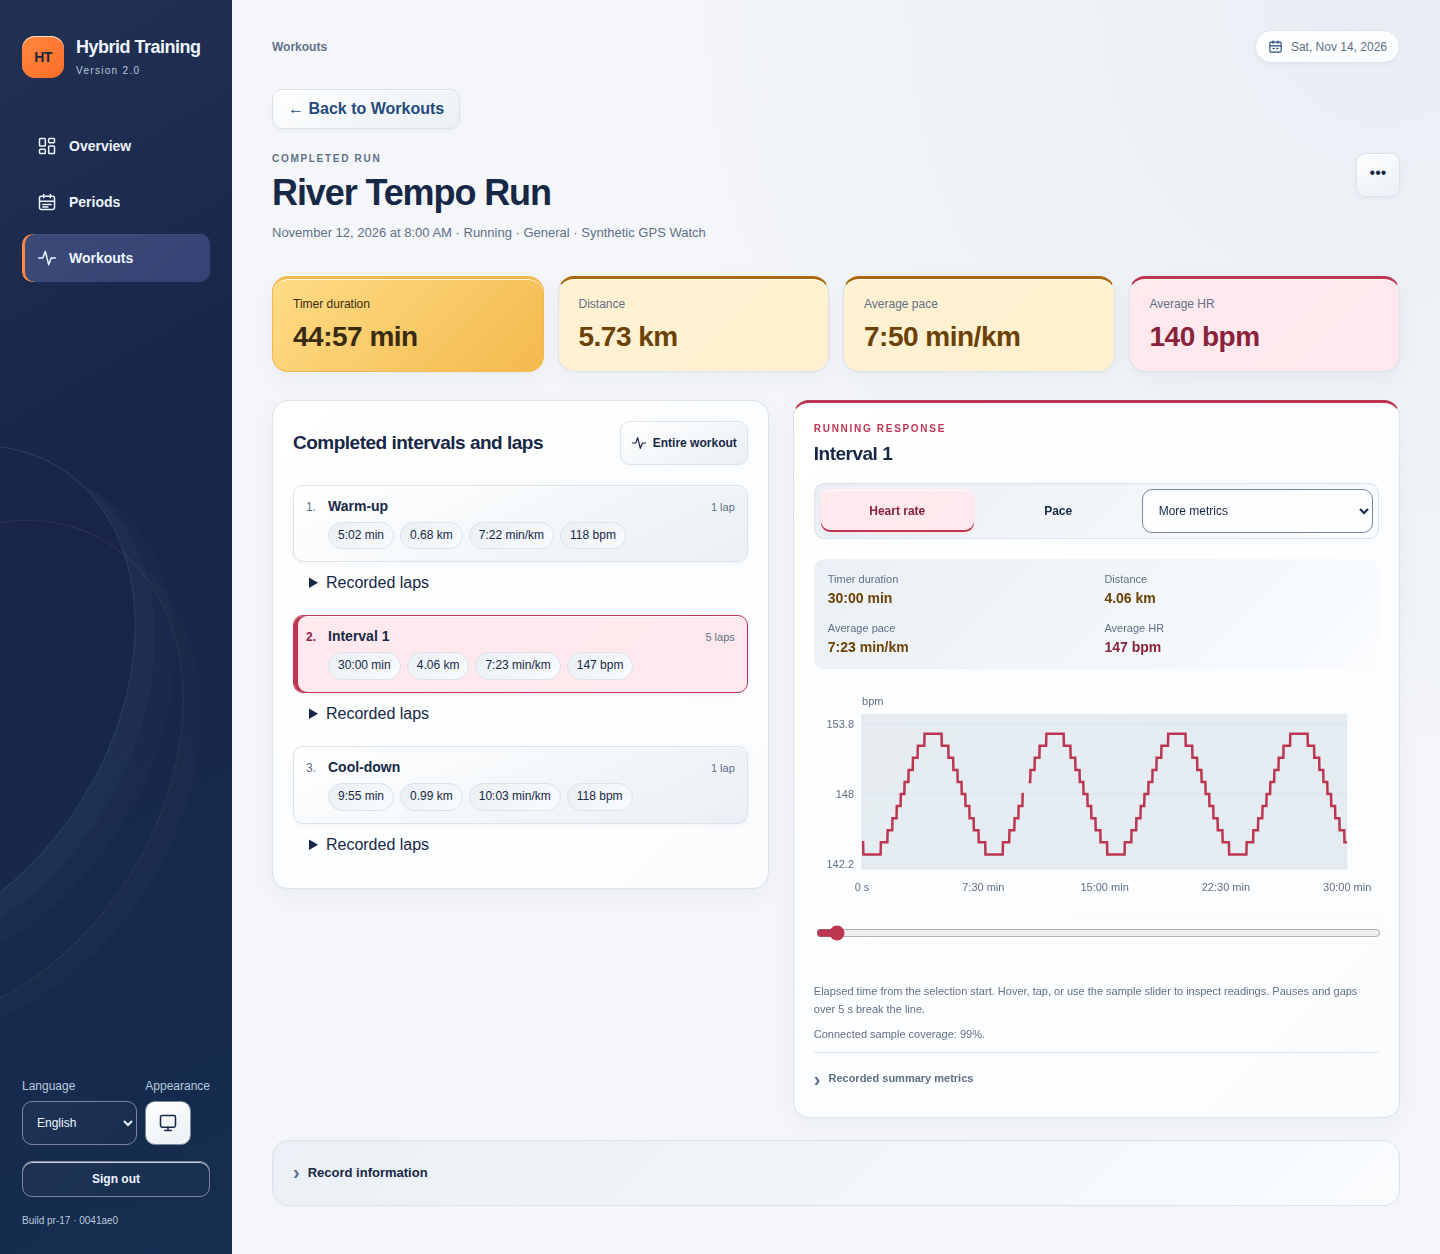 HT
Hybrid Training
Version 2.0
Overview
Periods
Workouts
Language
Appearance
English
Sign out
Build pr-17 · 0041ae0
Workouts
Sat, Nov 14, 2026
← Back to Workouts
COMPLETED RUN
River Tempo Run
•••
November 12, 2026 at 8:00 AM · Running · General · Synthetic GPS Watch
Timer duration
44:57 min
Distance
5.73 km
Average pace
7:50 min/km
Average HR
140 bpm
Completed intervals and laps
Entire workout
1. Warm-up 1 lap
5:02 min 0.68 km 7:22 min/km 118 bpm
Recorded laps
2. Interval 1 5 laps
30:00 min 4.06 km 7:23 min/km 147 bpm
Recorded laps
3. Cool-down 1 lap
9:55 min 0.99 km 10:03 min/km 118 bpm
Recorded laps
RUNNING RESPONSE
Interval 1
Heart rate Pace More metrics
Timer duration
30:00 min
Distance
4.06 km
Average pace
7:23 min/km
Average HR
147 bpm
bpm
153.8
148
142.2
0 s 7:30 min 15:00 min 22:30 min 30:00 min
Elapsed time from the selection start. Hover, tap, or use the sample slider to inspect readings. Pauses and gaps
over 5 s break the line.
Connected sample coverage: 99%.
Recorded summary metrics
Record information